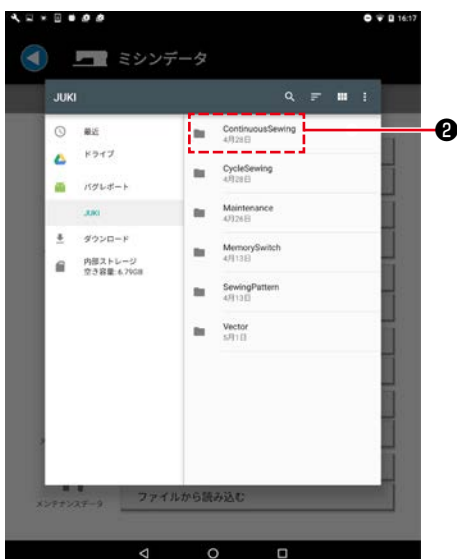 16:17
ミシンデータ
JUKI
最近
ドライブ
バグレポート
JUKI
ダウンロード
内部ストレージ
空き容量: 6.79GB
ContinuousSewing
4月28日
❷
CycleSewing
4月28日
Maintenance
4月28日
MemorySwitch
4月13日
SewingPattern
4月13日
Vector
5月1日
メンテナンスデータ
ファイルから読み込む